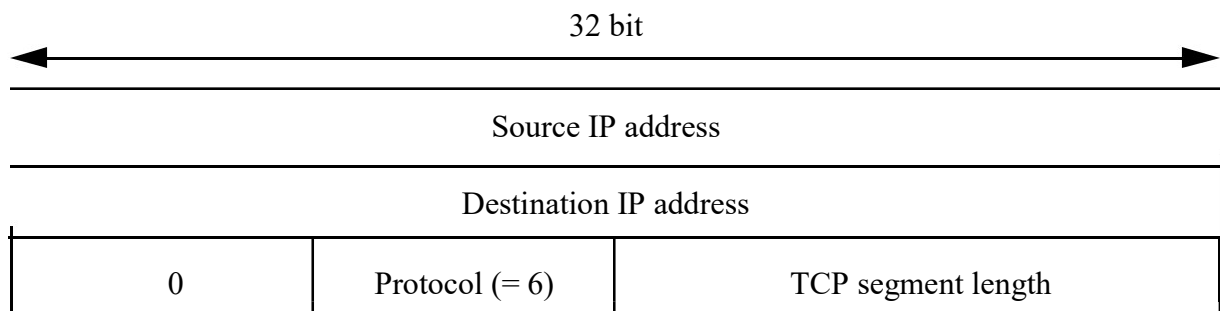 32 bit
Source IP address
Destination IP address
0 Protocol (= 6) TCP segment length